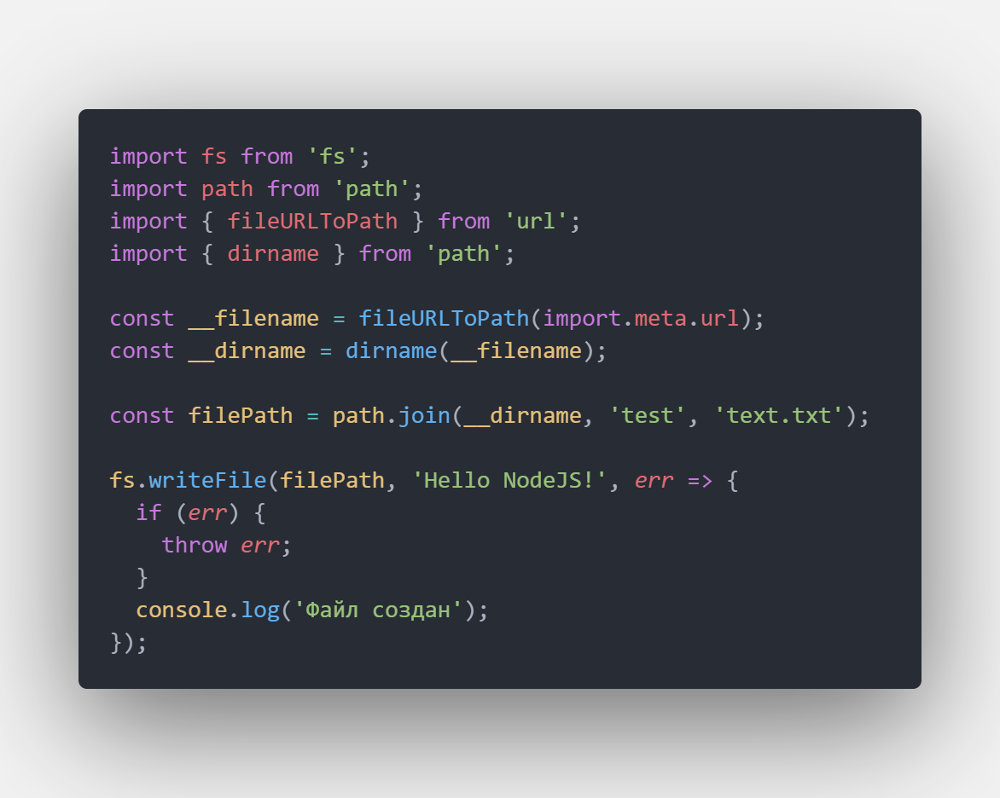 import fs from 'fs';
import path from 'path';
import { fileURLToPath } from 'url';
import { dirname } from 'path';

const __filename = fileURLToPath(import.meta.url);
const __dirname = dirname(__filename);

const filePath = path.join(__dirname, 'test', 'text.txt');

fs.writeFile(filePath, 'Hello NodeJS!', err => {
  if (err) {
    throw err;
  }
  console.log('Файл создан');
});